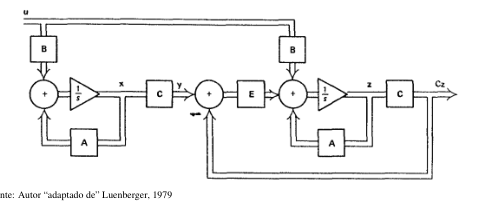 u
B
B
+
1/s
x
C
y
+
E
+
1/s
z
C
Cz
A
A
nte: Autor “adaptado de” Luenberger, 1979